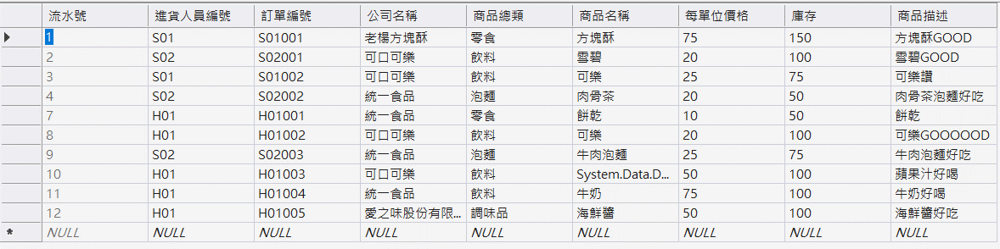 流水號 進貨人員編號 訂單編號 公司名稱 商品總類 商品名稱 每單位價格 庫存 商品描述
1 S01 S01001 老楊方塊酥 零食 方塊酥 75 150 方塊酥GOOD
2 S02 S02001 可口可樂 飲料 雪碧 20 100 雪碧GOOD
3 S01 S01002 可口可樂 飲料 可樂 25 75 可樂讚
4 S02 S02002 統一食品 泡麵 肉骨茶 20 50 肉骨茶泡麵好吃
7 H01 H01001 統一食品 零食 餅乾 10 50 餅乾
8 H01 H01002 可口可樂 飲料 可樂 20 100 可樂GOOOOOD
9 S02 S02003 統一食品 泡麵 牛肉泡麵 25 75 牛肉泡麵好吃
10 H01 H01003 可口可樂 飲料 System.Data.D... 50 100 蘋果汁好喝
11 H01 H01004 統一食品 飲料 牛奶 75 100 牛奶好喝
12 H01 H01005 愛之味股份有限... 調味品 海鮮醬 50 100 海鮮醬好吃
* NULL NULL NULL NULL NULL NULL NULL NULL NULL